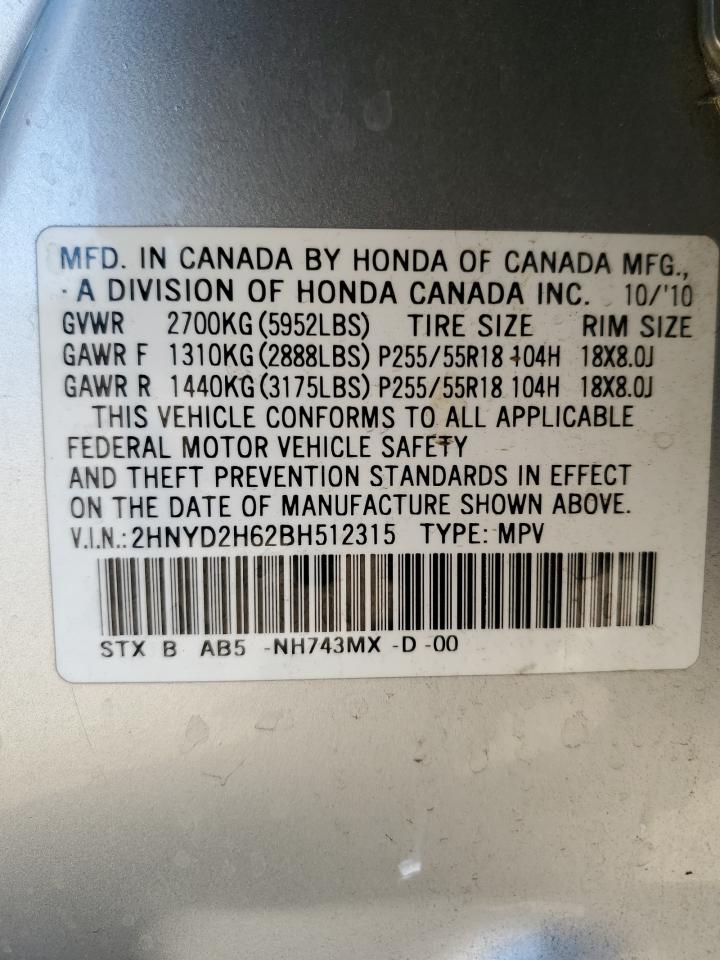 MFD. IN CANADA BY HONDA OF CANADA MFG.,
A DIVISION OF HONDA CANADA INC. 10/'10
GVWR 2700KG (5952LBS) TIRE SIZE RIM SIZE
GAWR F 1310KG (2888LBS) P255/55R18 104H 18X8.0J
GAWR R 1440KG (3175LBS) P255/55R18 104H 18X8.0J
THIS VEHICLE CONFORMS TO ALL APPLICABLE
FEDERAL MOTOR VEHICLE SAFETY
AND THEFT PREVENTION STANDARDS IN EFFECT
ON THE DATE OF MANUFACTURE SHOWN ABOVE.
V.I.N.: 2HNYD2H62BH512315 TYPE: MPV
STX B AB5 -NH743MX -D -00